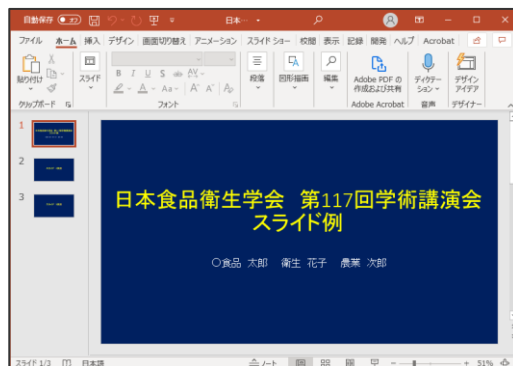 自動保存 オフ 日本…
ファイル ホーム 挿入 デザイン 画面切り替え アニメーション スライド ショー 校閲 表示 記録 開発 ヘルプ Acrobat
貼り付け スライド B I U S ab AV Aa A A 段落 図形描画 編集 Adobe PDF の 作成および共有 ディクテーション デザイン アイデア
クリップボード フォント Adobe Acrobat 音声 デザイナー
1
2
3
日本食品衛生学会 第117回学術講演会
スライド例
〇食品 太郎 衛生 花子 農薬 次郎
スライド 1/3 日本語 ノート 51%